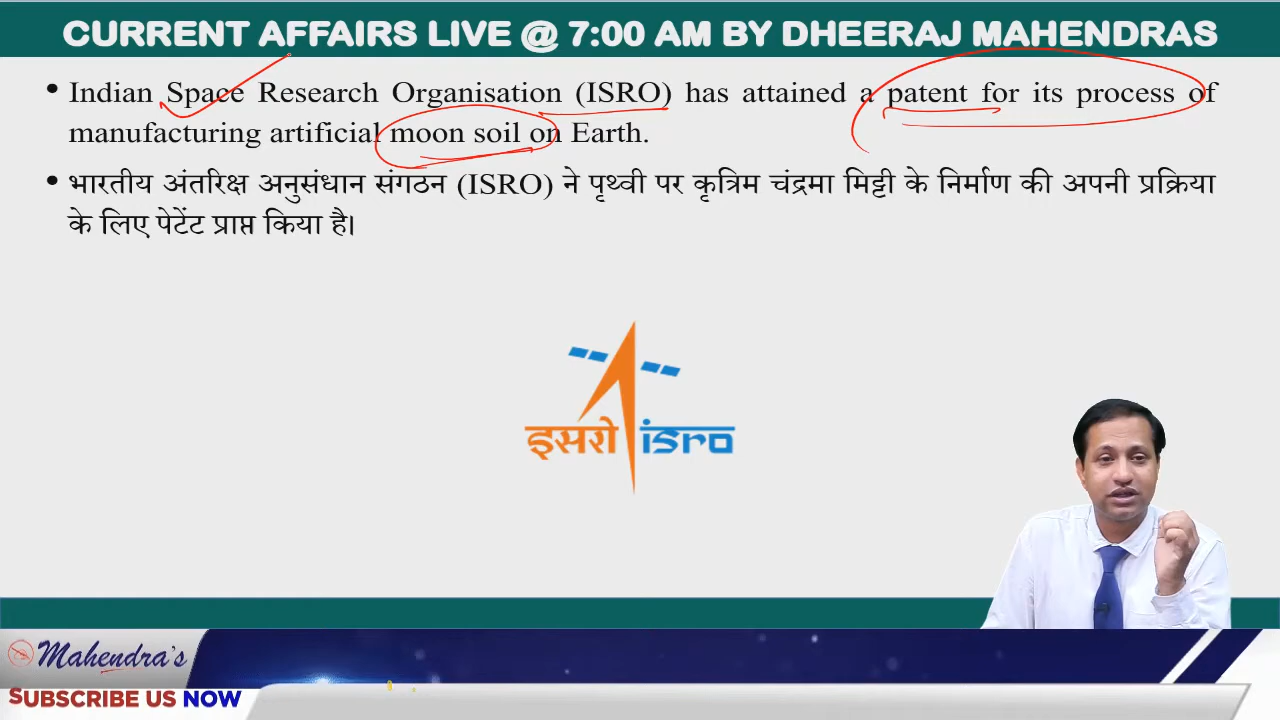 CURRENT AFFAIRS LIVE @ 7:00 AM BY DHEERAJ MAHENDRAS
• Indian Space Research Organisation (ISRO) has attained a patent for its process of
manufacturing artificial moon soil on Earth.
• भारतीय अंतरिक्ष अनुसंधान संगठन (ISRO) ने पृथ्वी पर कृत्रिम चंद्रमा मिट्टी के निर्माण की अपनी प्रक्रिया
के लिए पेटेंट प्राप्त किया है।
इसरो isro
Mahendra's
SUBSCRIBE US NOW